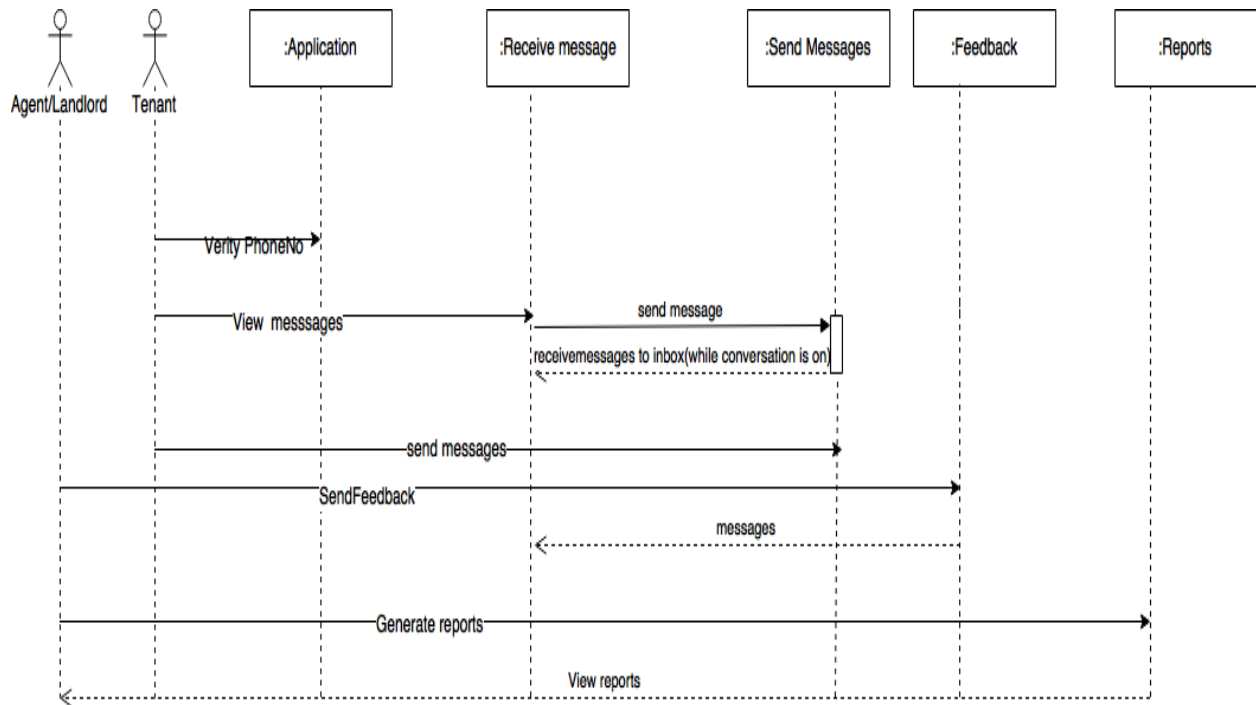 :Application
:Receive message
:Send Messages
:Feedback
:Reports
Agent/Landlord
Tenant
Verity PhoneNo
View messsages
send message
receivemessages to inbox(while conversation is on)
send messages
SendFeedback
messages
Generate reports
View reports